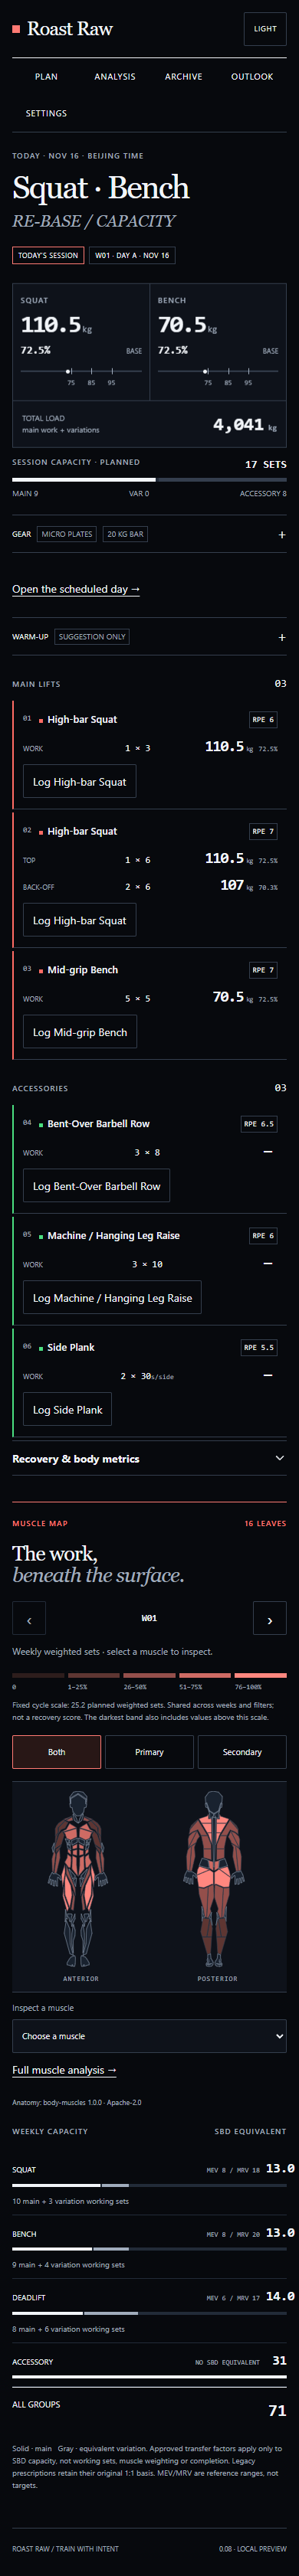 Roast Raw
LIGHT
PLAN ANALYSIS ARCHIVE OUTLOOK
SETTINGS
TODAY · NOV 16 · BEIJING TIME
Squat · Bench
RE-BASE / CAPACITY
TODAY'S SESSION W01 · DAY A · NOV 16
SQUAT BENCH
110.5 kg 70.5 kg
72.5% BASE 72.5% BASE
75 85 95 75 85 95
TOTAL LOAD
main work + variations
4,041 kg
SESSION CAPACITY · PLANNED 17 SETS
MAIN 9 VAR 0 ACCESSORY 8
GEAR MICRO PLATES 20 KG BAR +
Open the scheduled day →
WARM-UP SUGGESTION ONLY +
MAIN LIFTS 03
01 High-bar Squat RPE 6
WORK 1 × 3 110.5 kg 72.5%
Log High-bar Squat
02 High-bar Squat RPE 7
TOP 1 × 6 110.5 kg 72.5%
BACK-OFF 2 × 6 107 kg 70.3%
Log High-bar Squat
03 Mid-grip Bench RPE 7
WORK 5 × 5 70.5 kg 72.5%
Log Mid-grip Bench
ACCESSORIES 03
04 Bent-Over Barbell Row RPE 6.5
WORK 3 × 8 —
Log Bent-Over Barbell Row
05 Machine / Hanging Leg Raise RPE 6
WORK 3 × 10 —
Log Machine / Hanging Leg Raise
06 Side Plank RPE 5.5
WORK 2 × 30s/side —
Log Side Plank
Recovery & body metrics
MUSCLE MAP 16 LEAVES
The work,
beneath the surface.
‹ W01 ›
Weekly weighted sets · select a muscle to inspect.
0 1–25% 26–50% 51–75% 76–100%
Fixed cycle scale: 25.2 planned weighted sets. Shared across weeks and filters;
not a recovery score. The darkest band also includes values above this scale.
Both Primary Secondary
ANTERIOR POSTERIOR
Inspect a muscle
Choose a muscle
Full muscle analysis →
Anatomy: body-muscles 1.0.0 · Apache-2.0
WEEKLY CAPACITY SBD EQUIVALENT
SQUAT MEV 8 / MRV 18 13.0
10 main + 3 variation working sets
BENCH MEV 8 / MRV 20 13.0
9 main + 4 variation working sets
DEADLIFT MEV 6 / MRV 17 14.0
8 main + 6 variation working sets
ACCESSORY NO SBD EQUIVALENT 31
ALL GROUPS 71
Solid · main Gray · equivalent variation. Approved transfer factors apply only to
SBD capacity, not working sets, muscle weighting or completion. Legacy
prescriptions retain their original 1:1 basis. MEV/MRV are reference ranges, not
targets.
ROAST RAW / TRAIN WITH INTENT 0.08 · LOCAL PREVIEW